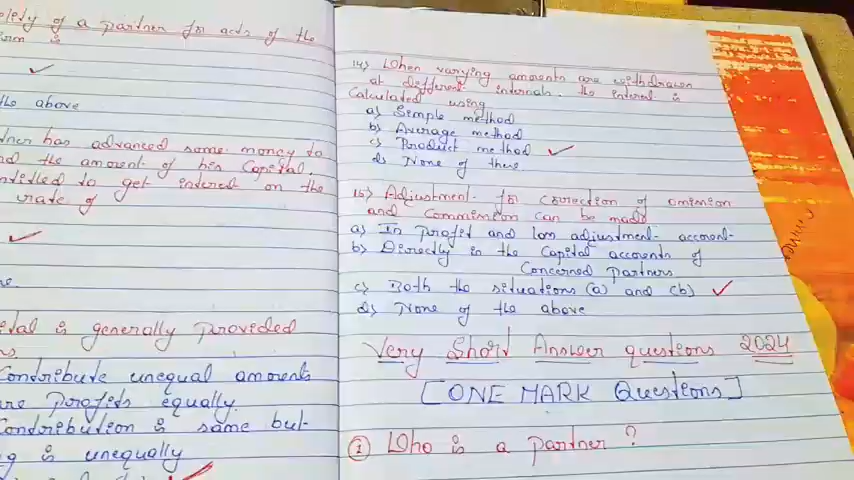 of a partner for acts of the
firm is
the above
has advanced some money to
the amount of his Capital.
entitled to get interest on the
rate of
is generally provided
Contribute unequal amounts
Profits equally.
Contribution is same but
is unequally
14) When varying amounts are withdrawn
at different intervals. the interest is
Calculated using
a) Simple method
b) Average method
c) Product method
d) None of these
15) Adjustment for correction of omission
and Commission can be made
a) In Profit and loss adjustment account
b) Directly in the Capital accounts of
Concerned Partners
c) Both the situations (a) and (b)
d) None of the above
Very Short Answer questions 2024
[ONE MARK Questions]
1 Who is a partner?